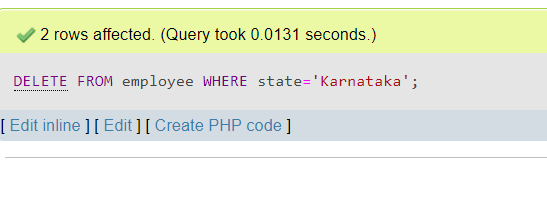 2 rows affected. (Query took 0.0131 seconds.)
DELETE FROM employee WHERE state='Karnataka';
[ Edit inline ] [ Edit ] [ Create PHP code ]